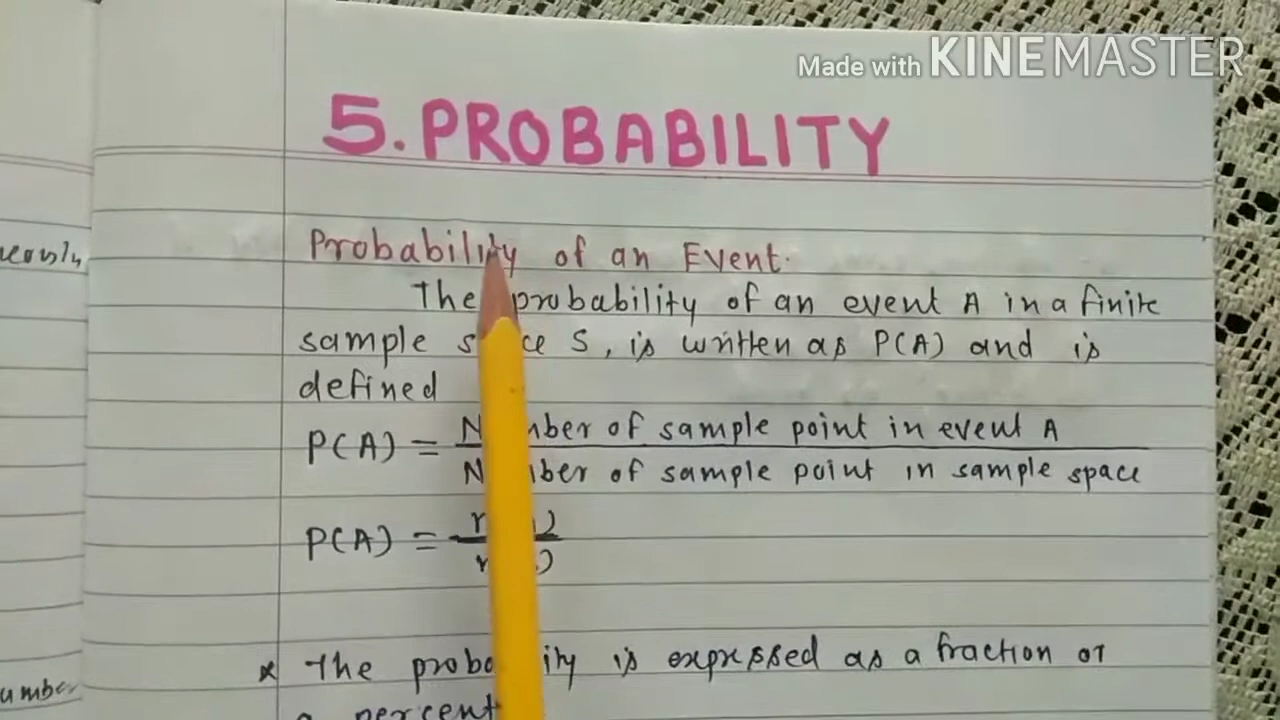 Made with KINEMASTER
5. PROBABILITY
Probability of an Event.
The probability of an event A in a finite
sample S, is written as P(A) and is
defined
P(A) = Number of sample point in event A
Number of sample point in sample space
P(A) =
* The probability is expressed as a fraction or
a percent